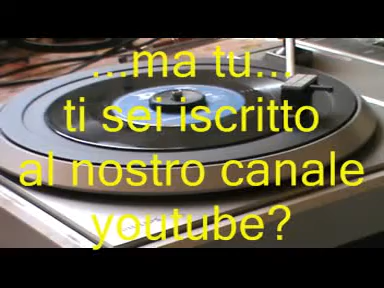 ...ma tu...
ti sei iscritto
al nostro canale
youtube?